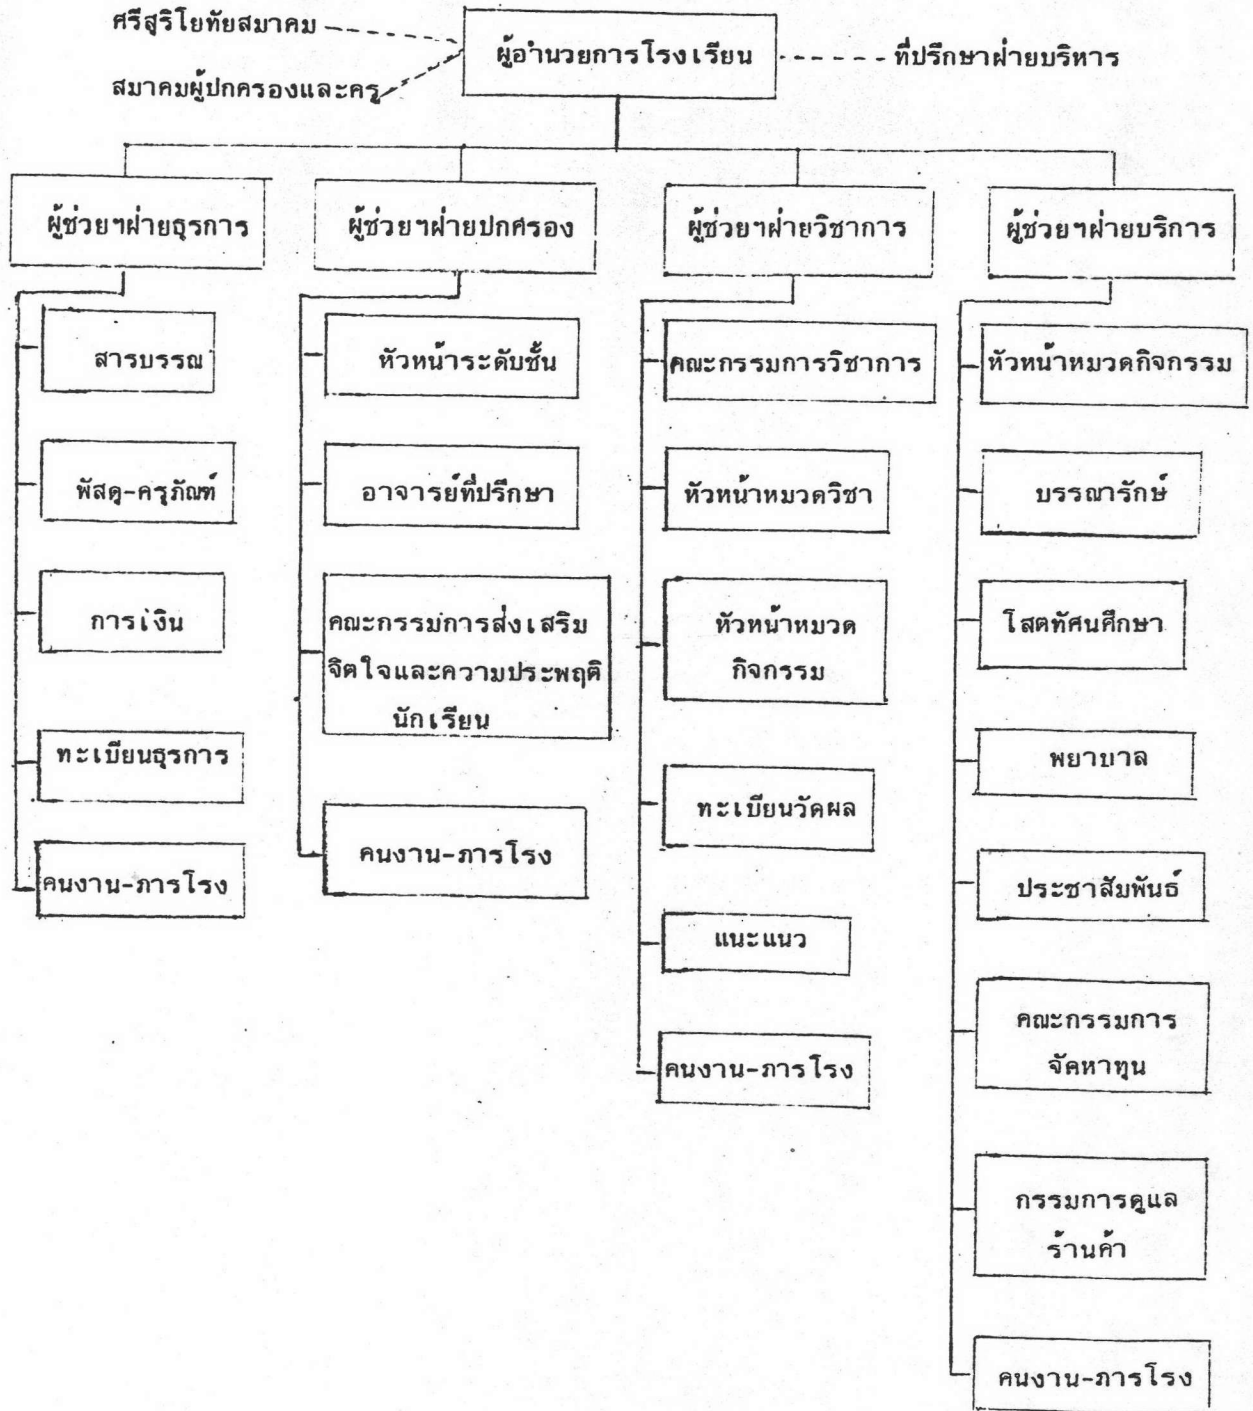 ศรีสุริโยทัยสมาคม
ผู้อำนวยการโรงเรียน
ที่ปรึกษาฝ่ายบริหาร
สมาคมผู้ปกครองและครู
ผู้ช่วยฯฝ่ายธุรการ
ผู้ช่วยฯฝ่ายปกครอง
ผู้ช่วยฯฝ่ายวิชาการ
ผู้ช่วยฯฝ่ายบริการ
สารบรรณ
พัสดุ-ครุภัณฑ์
การเงิน
ทะเบียนธุรการ
คนงาน-ภารโรง
หัวหน้าระดับชั้น
อาจารย์ที่ปรึกษา
คณะกรรมการส่งเสริม
จิตใจและความประพฤติ
นักเรียน
คนงาน-ภารโรง
คณะกรรมการวิชาการ
หัวหน้าหมวดวิชา
หัวหน้าหมวด
กิจกรรม
ทะเบียนวัดผล
แนะแนว
คนงาน-ภารโรง
หัวหน้าหมวดกิจกรรม
บรรณารักษ์
โสตทัศนศึกษา
พยาบาล
ประชาสัมพันธ์
คณะกรรมการ
จัดหาทุน
กรรมการดูแล
ร้านค้า
คนงาน-ภารโรง